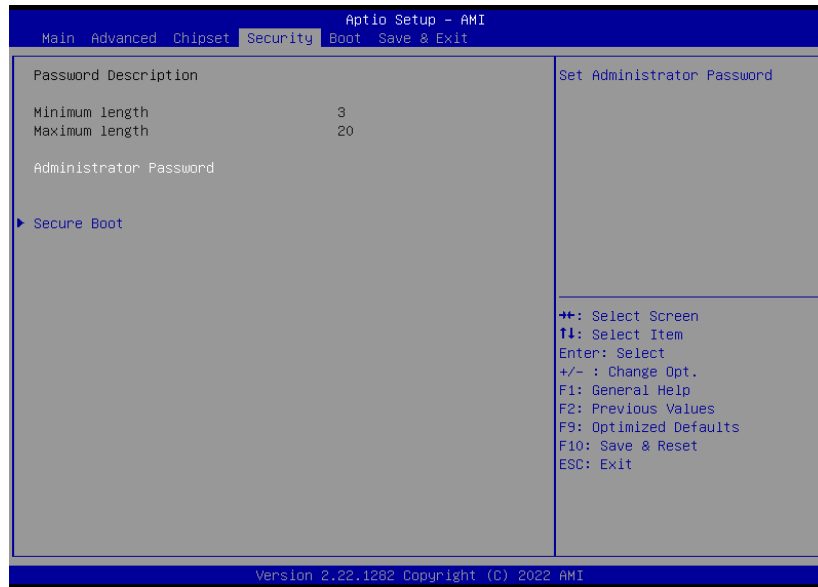 Aptio Setup - AMI
Main Advanced Chipset Security Boot Save & Exit
Password Description
Minimum length 3
Maximum length 20
Administrator Password
▶ Secure Boot
Set Administrator Password
→←: Select Screen
↑↓: Select Item
Enter: Select
+/- : Change Opt.
F1: General Help
F2: Previous Values
F9: Optimized Defaults
F10: Save & Reset
ESC: Exit
Version 2.22.1282 Copyright (C) 2022 AMI